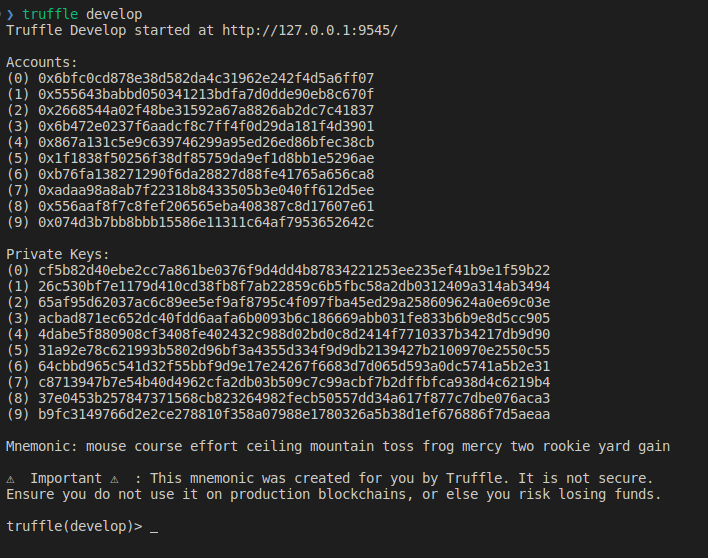 ❯ truffle develop
Truffle Develop started at http://127.0.0.1:9545/
Accounts:
(0) 0x6bfc0cd878e38d582da4c31962e242f4d5a6ff07
(1) 0x555643babbd050341213bdfa7d0dde90eb8c670f
(2) 0x2668544a02f48be31592a67a8826ab2dc7c41837
(3) 0x6b472e0237f6aadcf8c7ff4f0d29da181f4d3901
(4) 0x867a131c5e9c639746299a95ed26ed86bfec38cb
(5) 0x1f1838f50256f38df85759da9ef1d8bb1e5296ae
(6) 0xb76fa138271290f6da28827d88fe41765a656ca8
(7) 0xadaa98a8ab7f22318b8433505b3e040ff612d5ee
(8) 0x556aaf8f7c8fef206565eba408387c8d17607e61
(9) 0x074d3b7bb8bbb15586e11311c64af7953652642c
Private Keys:
(0) cf5b82d40ebe2cc7a861be0376f9d4dd4b87834221253ee235ef41b9e1f59b22
(1) 26c530bf7e1179d410cd38fb8f7ab22859c6b5fbc58a2db0312409a314ab3494
(2) 65af95d62037ac6c89ee5ef9af8795c4f097fba45ed29a258609624a0e69c03e
(3) acbad871ec652dc40fdd6aafa6b0093b6c186669abb031fe833b6b9e8d5cc905
(4) 4dabe5f880908cf3408fe402432c988d02bd0c8d2414f7710337b34217db9d90
(5) 31a92e78c621993b5802d96bf3a4355d334f9d9db2139427b2100970e2550c55
(6) 64cbbd965c541d32f55bbf9d9e17e24267f6683d7d065d593a0dc5741a5b2e31
(7) c8713947b7e54b40d4962cfa2db03b509c7c99acbf7b2dffbfca938d4c6219b4
(8) 37e0453b257847371568cb823264982fecb50557dd34a617f877c7dbe076aca3
(9) b9fc3149766d2e2ce278810f358a07988e1780326a5b38d1ef676886f7d5aeaa
Mnemonic: mouse course effort ceiling mountain toss frog mercy two rookie yard gain
⚠ Important ⚠ : This mnemonic was created for you by Truffle. It is not secure.
Ensure you do not use it on production blockchains, or else you risk losing funds.
truffle(develop)> _